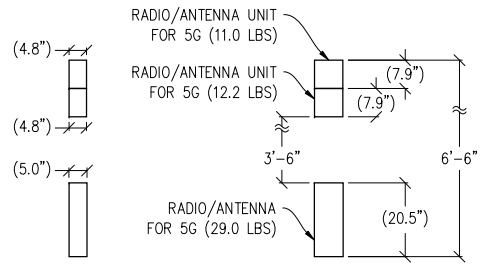 RADIO/ANTENNA UNIT
FOR 5G (11.0 LBS)
(4.8")
RADIO/ANTENNA UNIT
FOR 5G (12.2 LBS)
(7.9")
(7.9")
(4.8")
3'-6"
6'-6"
(5.0")
RADIO/ANTENNA
FOR 5G (29.0 LBS)
(20.5")